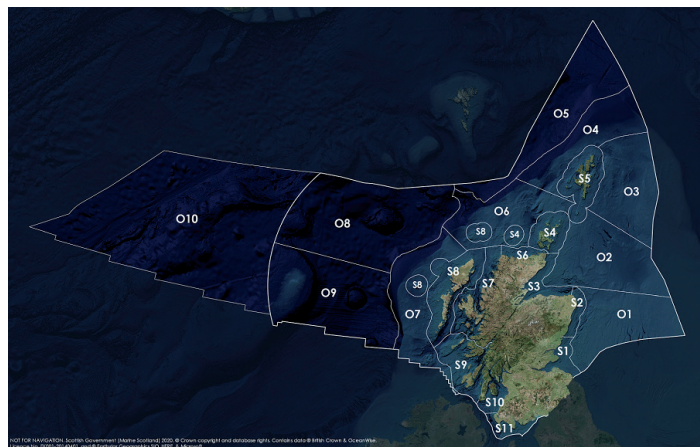 O5
O4
S5
O3
O10
O8
O6
S8
S4
S4
O2
S6
S8
S7
S3
S8
O9
S2
O7
O1
S1
S9
S10
S11
NOT FOR NAVIGATION. Scottish Government (Marine Scotland) 2020. © Crown copyright and database rights. Contains data © British Crown & OceanWise.